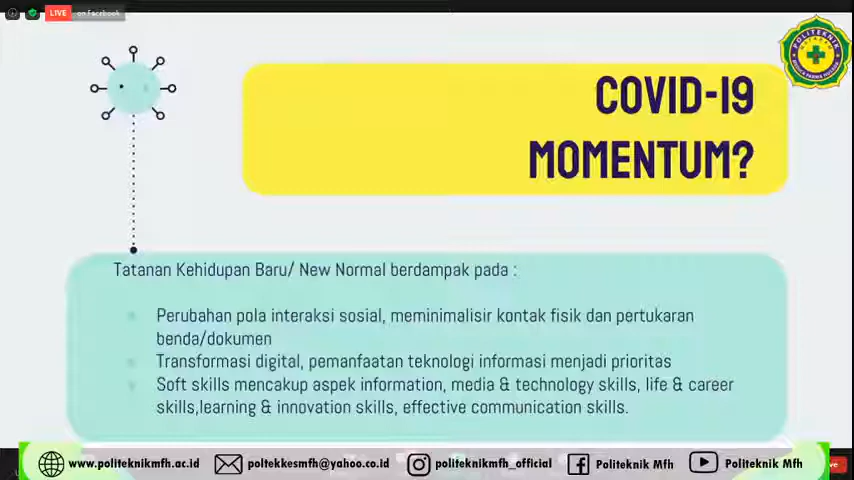 LIVE on Facebook
POLITEKNIK
COVID-19
MOMENTUM?
Tatanan Kehidupan Baru/ New Normal berdampak pada :
Perubahan pola interaksi sosial, meminimalisir kontak fisik dan pertukaran
benda/dokumen
Transformasi digital, pemanfaatan teknologi informasi menjadi prioritas
Soft skills mencakup aspek information, media & technology skills, life & career
skills,learning & innovation skills, effective communication skills.
www.politeknikmfh.ac.id poltekkesmfh@yahoo.co.id politeknikmfh_official Politeknik Mfh Politeknik Mfh